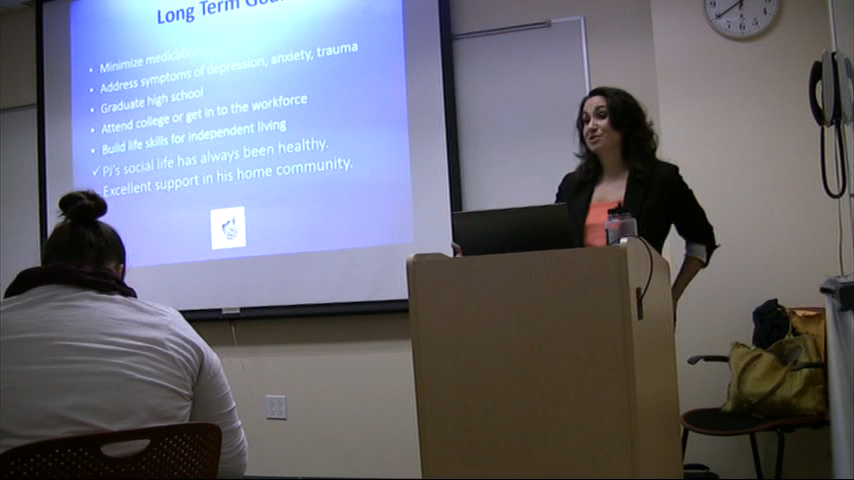 Long Term Goal
• Minimize medication
• Address symptoms of depression, anxiety, trauma
• Graduate high school
• Attend college or get in to the workforce
• Build life skills for independent living
✓ PJ's social life has always been healthy.
Excellent support in his home community.